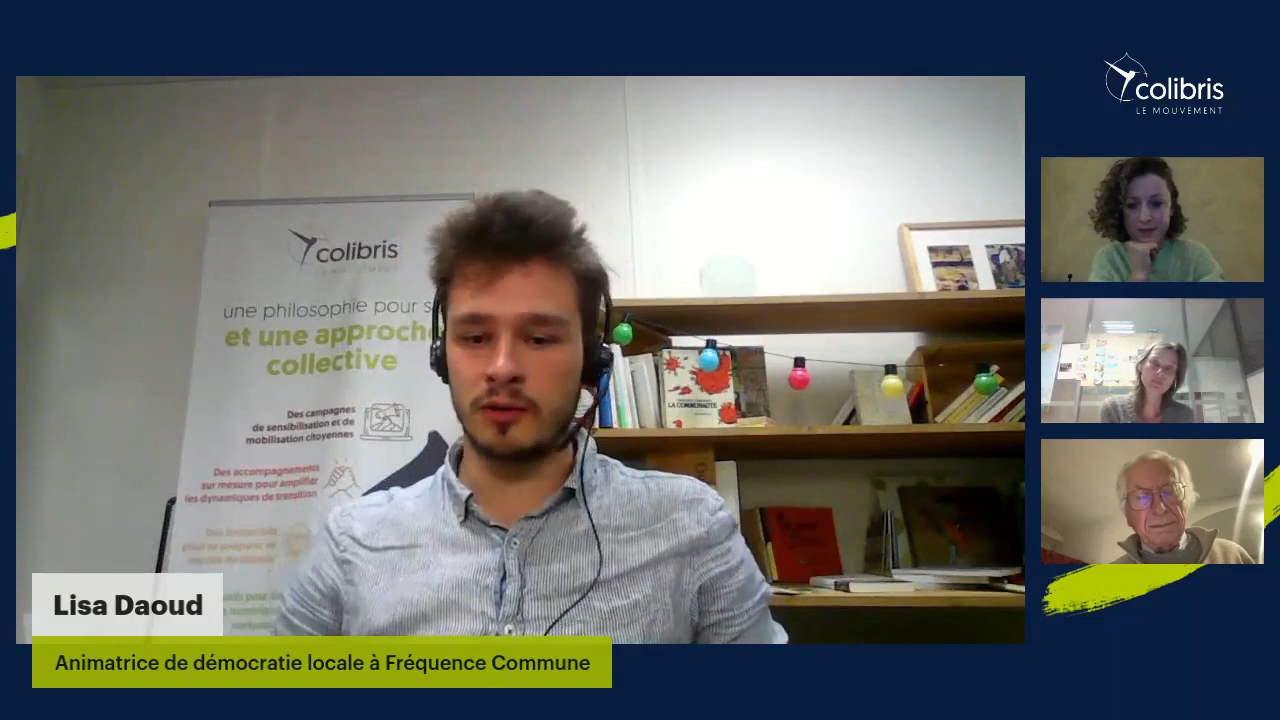 colibris
LE MOUVEMENT
colibris
une philosophie pour s
et une approche
collective
Des campagnes
de sensibilisation et de
mobilisation citoyennes
Des accompagnements
sur mesure pour amplifier
les dynamiques de transition
LA COMMUNAUTÉ
Lisa Daoud
Animatrice de démocratie locale à Fréquence Commune